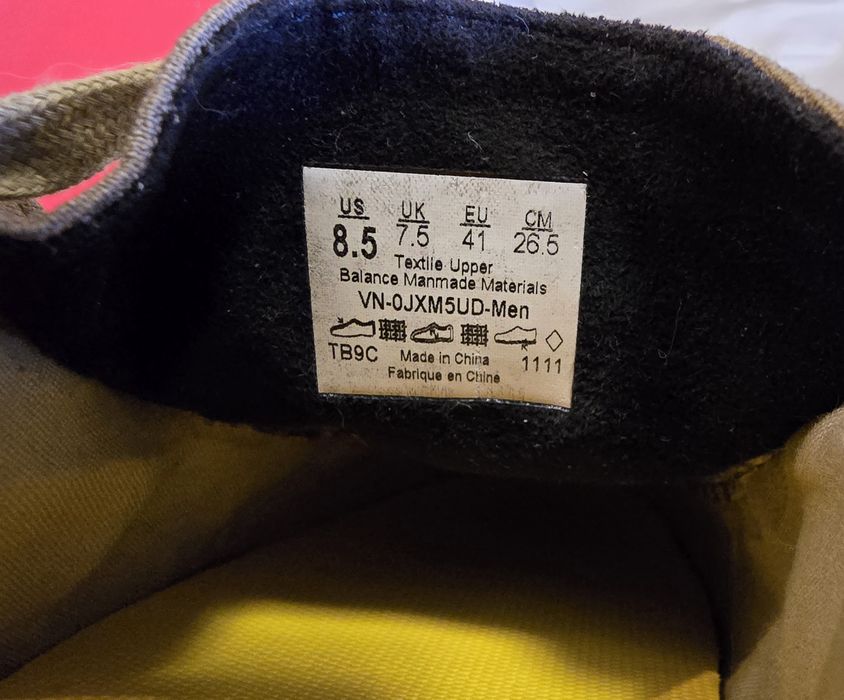 US UK EU CM
8.5 7.5 41 26.5
Textile Upper
Balance Manmade Materials
VN-0JXM5UD-Men
TB9C Made in China 1111
Fabrique en Chine